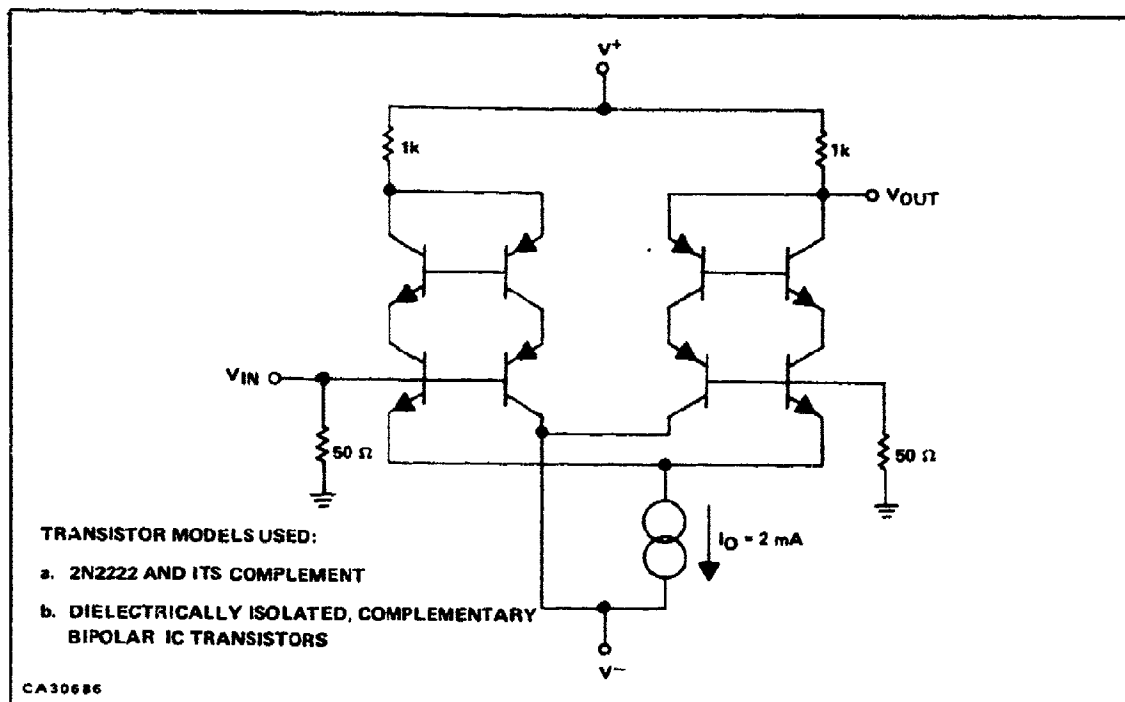 V+
1k
1k
VOUT
VIN
50 Ω
50 Ω
IO = 2 mA
TRANSISTOR MODELS USED:
a. 2N2222 AND ITS COMPLEMENT
b. DIELECTRICALLY ISOLATED, COMPLEMENTARY
BIPOLAR IC TRANSISTORS
V−
CA30686